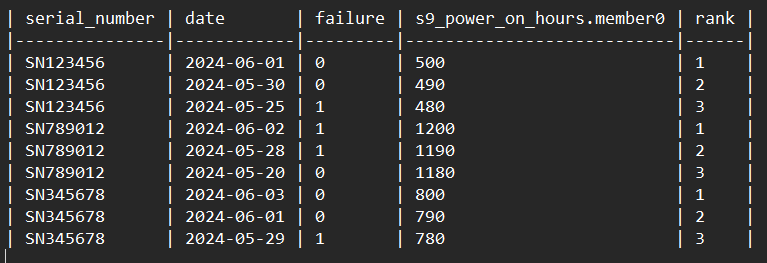 | serial_number | date       | failure | s9_power_on_hours.member0 | rank |
|---------------|------------|---------|---------------------------|------|
| SN123456      | 2024-06-01 | 0       | 500                       | 1    |
| SN123456      | 2024-05-30 | 0       | 490                       | 2    |
| SN123456      | 2024-05-25 | 1       | 480                       | 3    |
| SN789012      | 2024-06-02 | 1       | 1200                      | 1    |
| SN789012      | 2024-05-28 | 1       | 1190                      | 2    |
| SN789012      | 2024-05-20 | 0       | 1180                      | 3    |
| SN345678      | 2024-06-03 | 0       | 800                       | 1    |
| SN345678      | 2024-06-01 | 0       | 790                       | 2    |
| SN345678      | 2024-05-29 | 1       | 780                       | 3    |